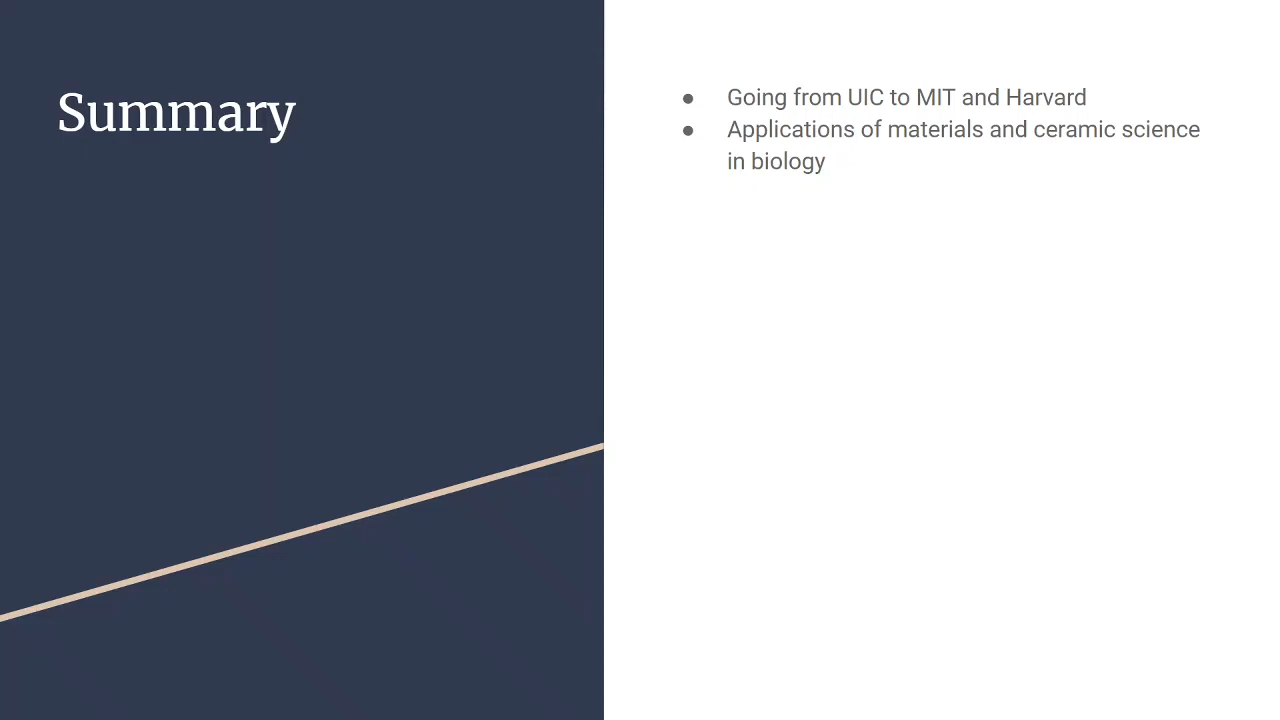 Summary
● Going from UIC to MIT and Harvard
● Applications of materials and ceramic science
in biology